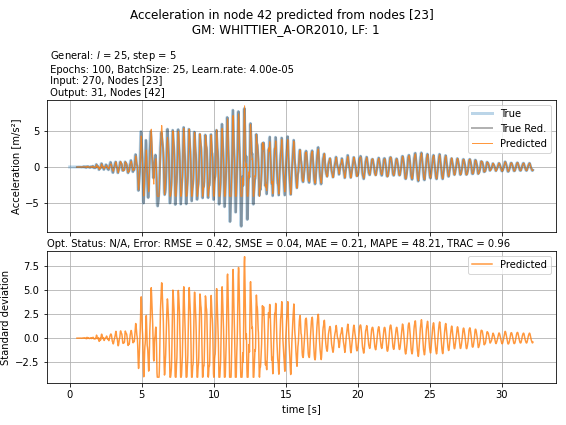 Acceleration in node 42 predicted from nodes [23]
GM: WHITTIER_A-OR2010, LF: 1
General: l = 25, step = 5
Epochs: 100, BatchSize: 25, Learn.rate: 4.00e-05
Input: 270, Nodes [23]
Output: 31, Nodes [42]
Acceleration [m/s²]
5
0
−5
True
True Red.
Predicted
Opt. Status: N/A, Error: RMSE = 0.42, SMSE = 0.04, MAE = 0.21, MAPE = 48.21, TRAC = 0.96
Standard deviation
7.5
5.0
2.5
0.0
−2.5
Predicted
0 5 10 15 20 25 30
time [s]